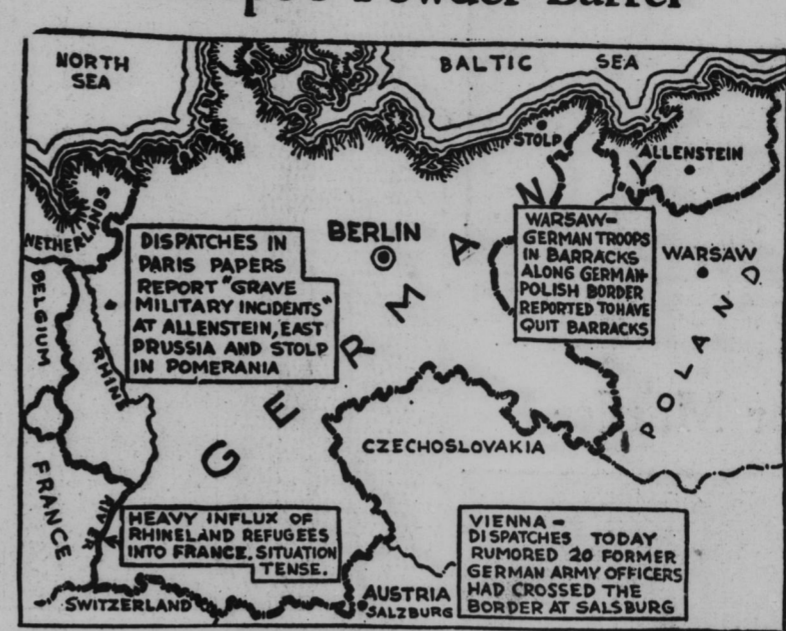 Powder Barrel
NORTH
SEA
BALTIC SEA
STOLP
ALLENSTEIN
NETHERLANDS
BERLIN
WARSAW
DISPATCHES IN
PARIS PAPERS
REPORT "GRAVE
MILITARY INCIDENTS"
AT ALLENSTEIN, EAST
PRUSSIA AND STOLP
IN POMERANIA
WARSAW-
GERMAN TROOPS
IN BARRACKS
ALONG GERMAN-
POLISH BORDER
REPORTED TO HAVE
QUIT BARRACKS
BELGIUM
RHINE
RIVER
GERMANY
POLAND
CZECHOSLOVAKIA
FRANCE
HEAVY INFLUX OF
RHINELAND REFUGEES
INTO FRANCE. SITUATION
TENSE.
VIENNA -
DISPATCHES TODAY
RUMORED 20 FORMER
GERMAN ARMY OFFICERS
HAD CROSSED THE
BORDER AT SALSBURG
SWITZERLAND
AUSTRIA
SALZBURG